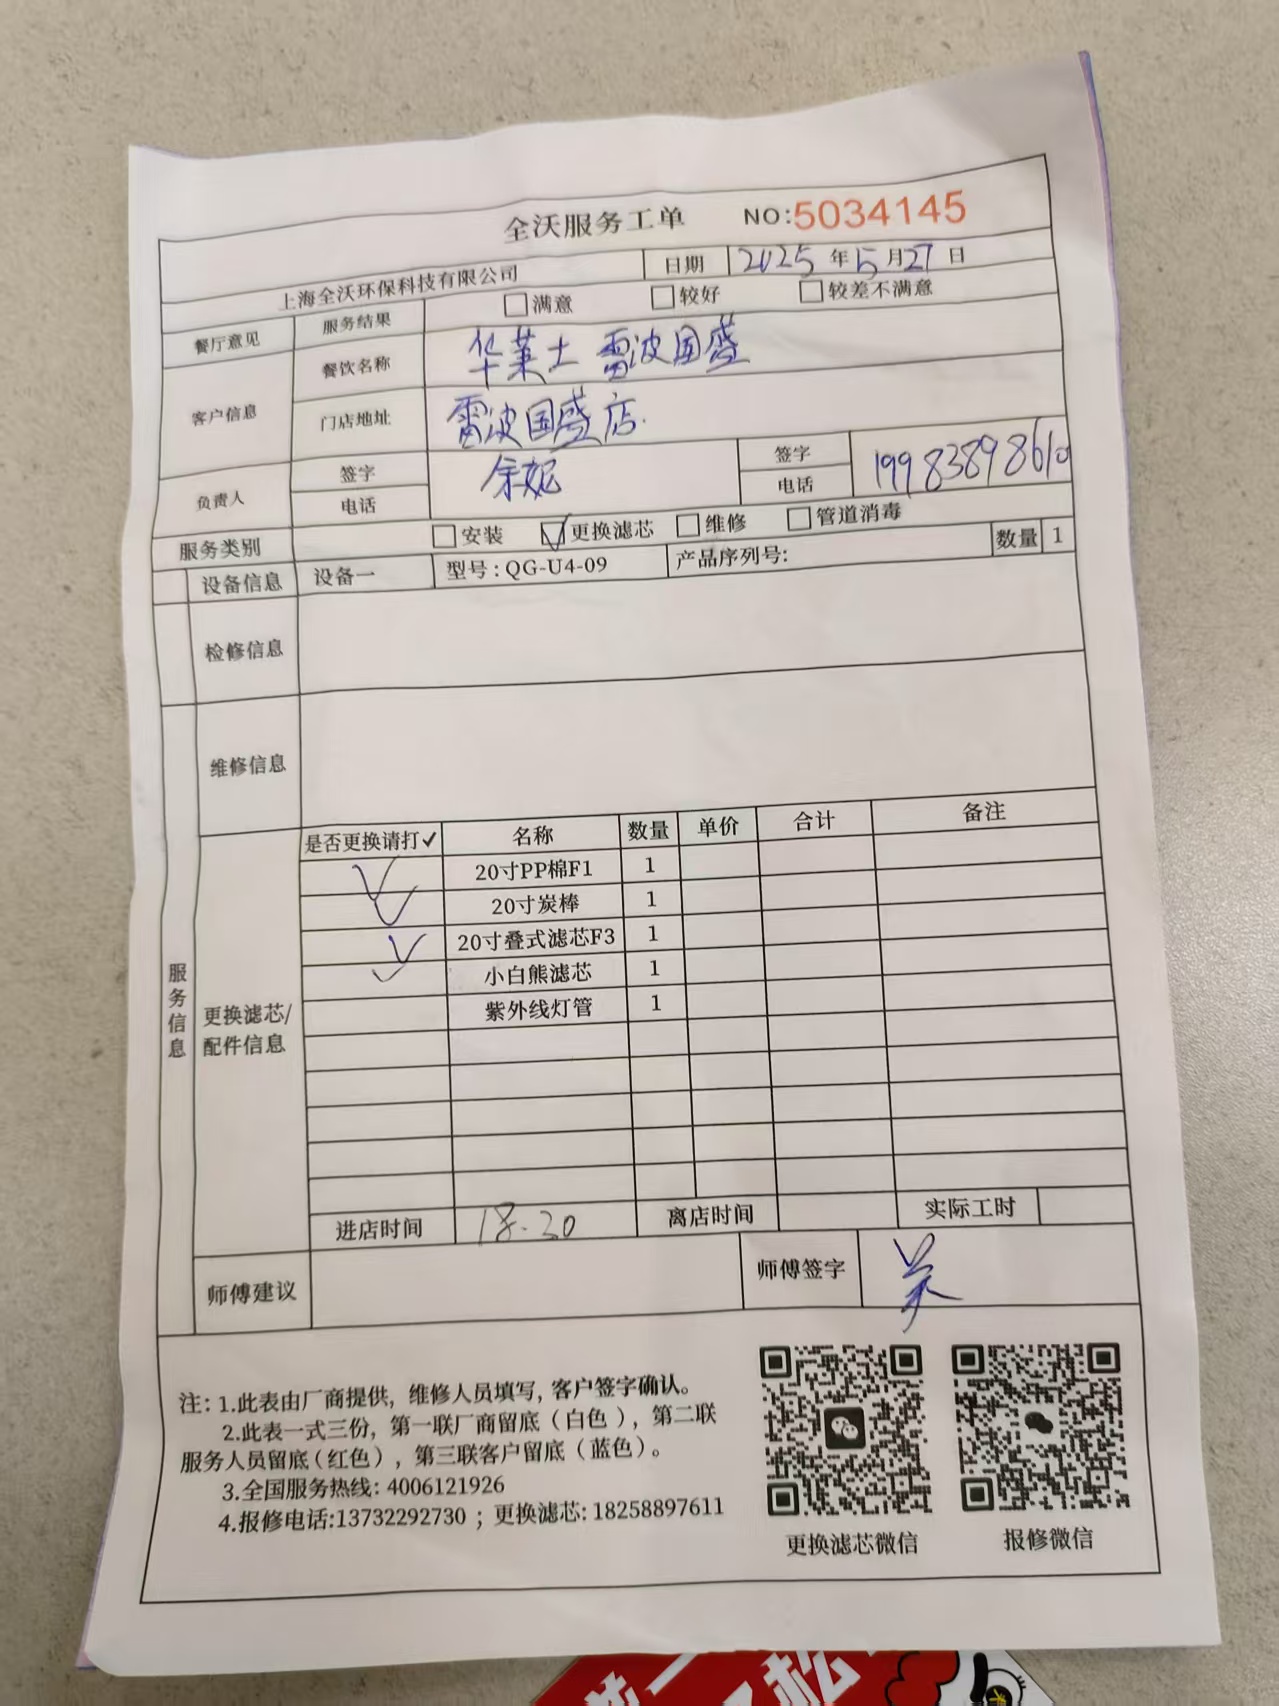 全沃服务工单 NO:5034145
上海全沃环保科技有限公司 日期 2025 年 5 月 27 日
餐厅意见 服务结果 满意 较好 较差不满意
客户信息 餐饮名称 华莱士 雷波国盛
门店地址 雷波国盛店.
负责人 签字 余妮 签字
电话 电话 19983898610
服务类别 安装 更换滤芯 维修 管道消毒
设备信息 设备一 型号：QG-U4-09 产品序列号： 数量 1
检修信息
维修信息
服务信息
更换滤芯/配件信息
是否更换请打✓ 名称 数量 单价 合计 备注
✓ 20寸PP棉F1 1
✓ 20寸炭棒 1
✓ 20寸叠式滤芯F3 1
✓ 小白熊滤芯 1
紫外线灯管 1
进店时间 18.20 离店时间 实际工时
师傅建议 师傅签字
注：1.此表由厂商提供，维修人员填写，客户签字确认。
2.此表一式三份，第一联厂商留底（白色），第二联
服务人员留底（红色），第三联客户留底（蓝色）。
3.全国服务热线：4006121926
4.报修电话:13732292730 ；更换滤芯：18258897611
更换滤芯微信 报修微信